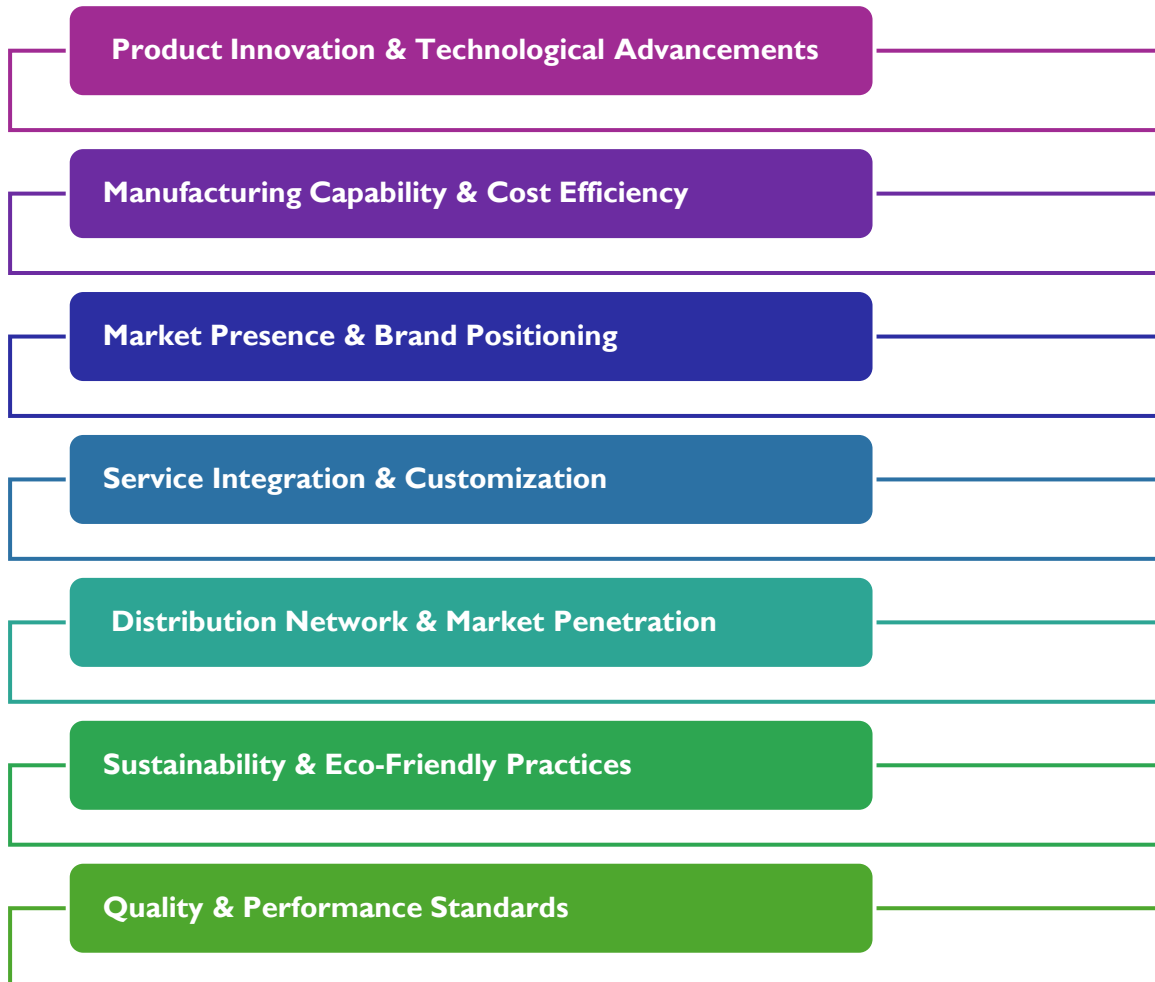 Product Innovation & Technological Advancements
Manufacturing Capability & Cost Efficiency
Market Presence & Brand Positioning
Service Integration & Customization
Distribution Network & Market Penetration
Sustainability & Eco-Friendly Practices
Quality & Performance Standards